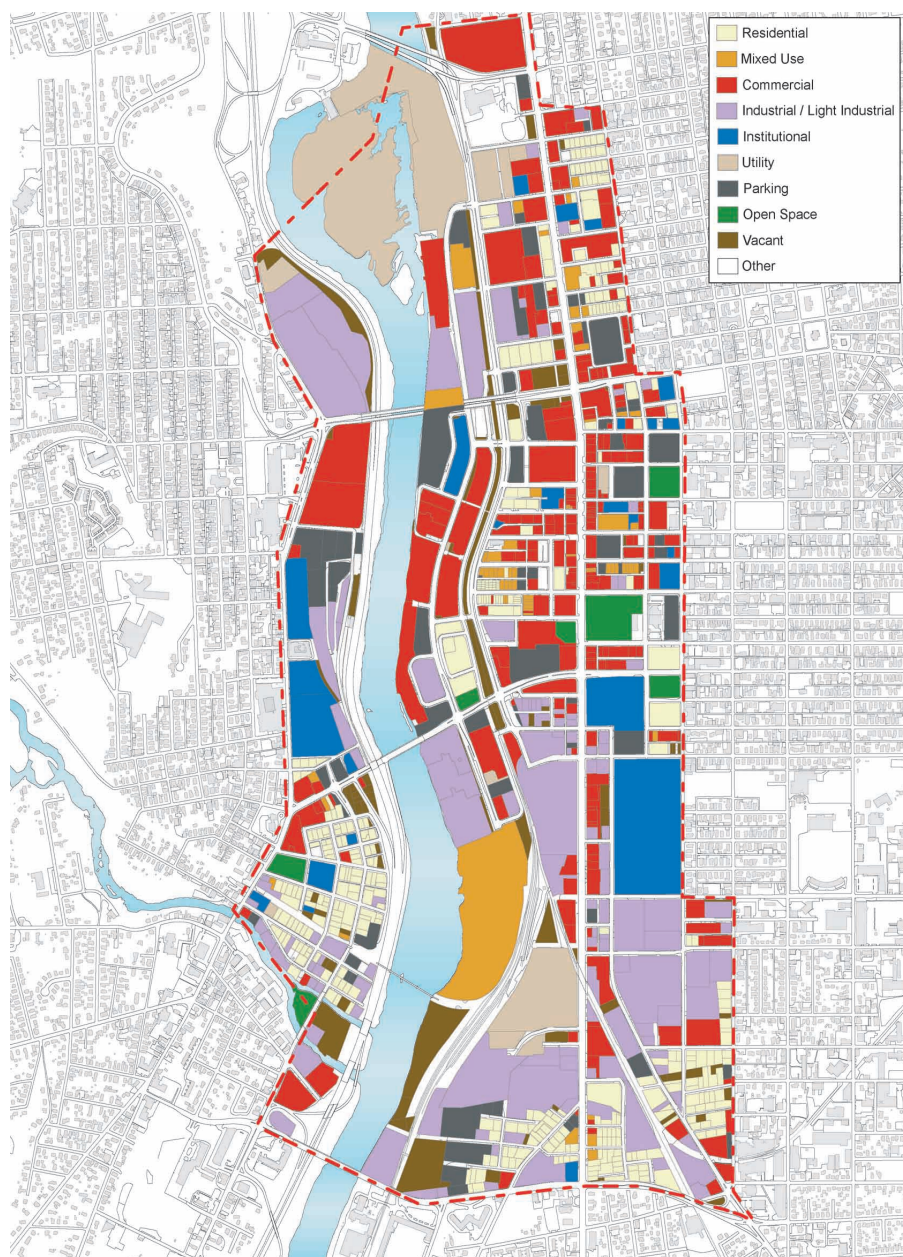 Residential
Mixed Use
Commercial
Industrial / Light Industrial
Institutional
Utility
Parking
Open Space
Vacant
Other